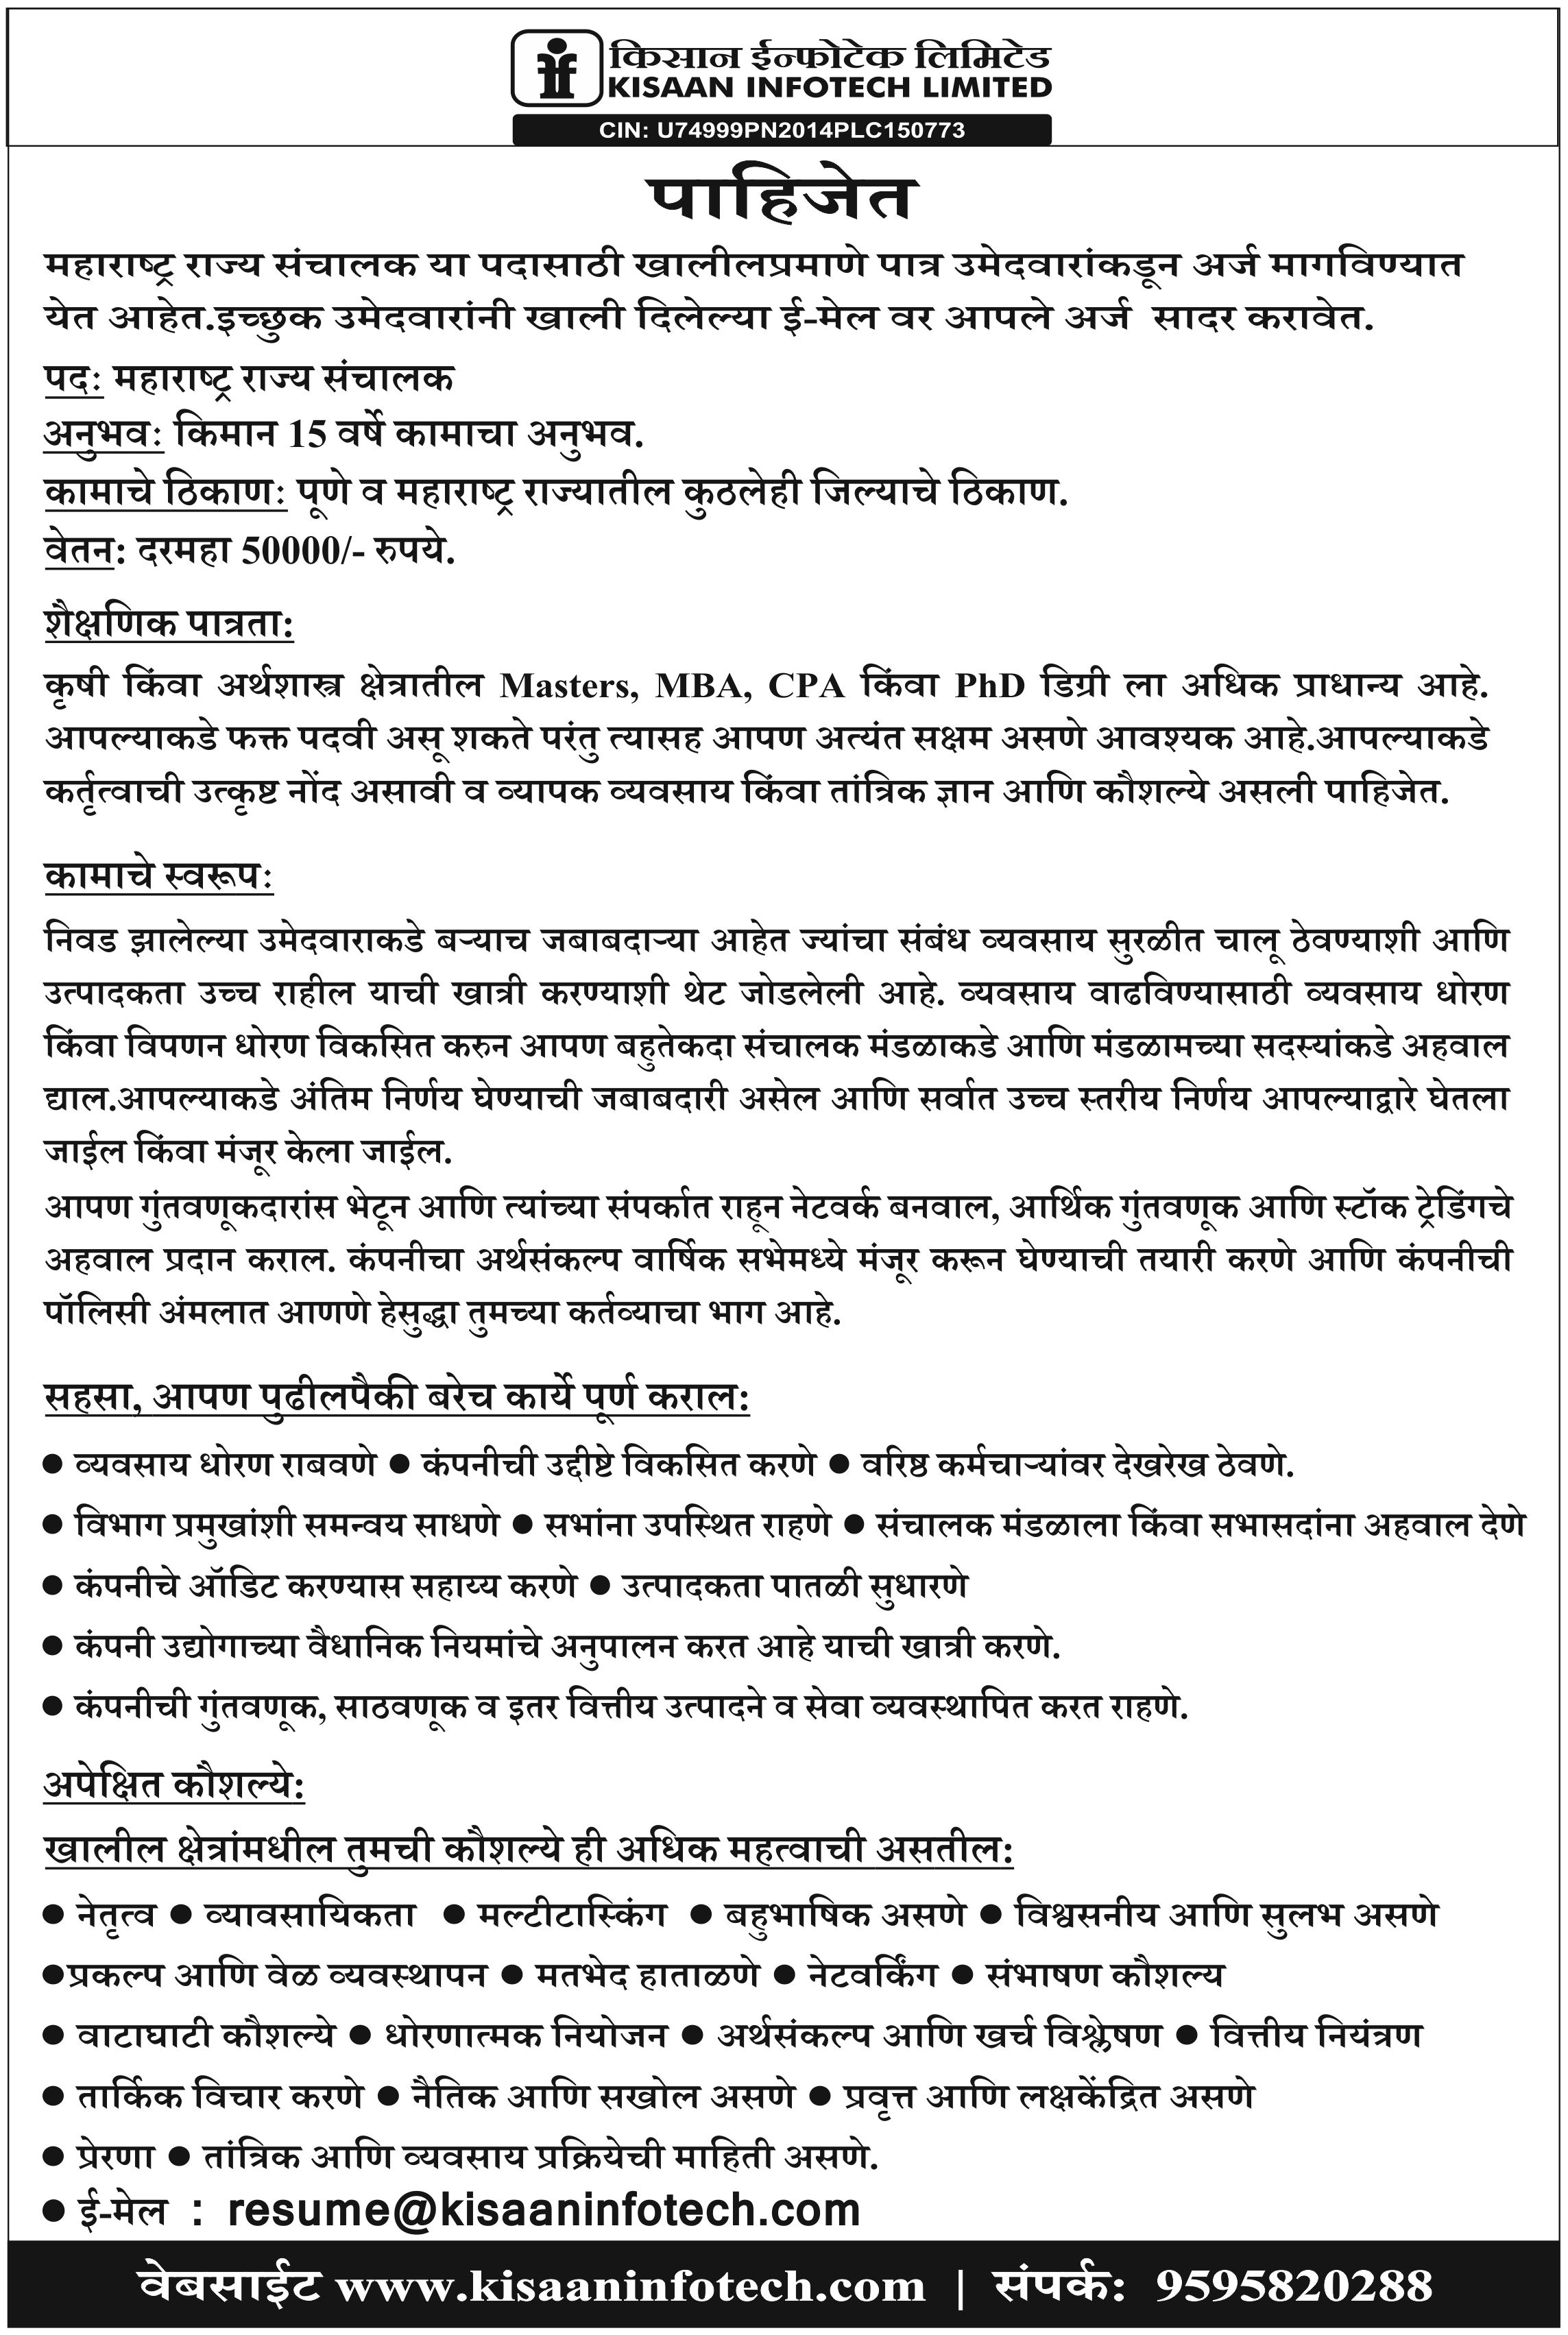 किसान ईन्फोटेक लिमिटेड
KISAAN INFOTECH LIMITED
CIN: U74999PN2014PLC150773
पाहिजेत
महाराष्ट्र राज्य संचालक या पदासाठी खालीलप्रमाणे पात्र उमेदवारांकडून अर्ज मागविण्यात
येत आहेत.इच्छुक उमेदवारांनी खाली दिलेल्या ई-मेल वर आपले अर्ज सादर करावेत.
पदः महाराष्ट्र राज्य संचालक
अनुभवः किमान 15 वर्षे कामाचा अनुभव.
कामाचे ठिकाणः पूणे व महाराष्ट्र राज्यातील कुठलेही जिल्याचे ठिकाण.
वेतन: दरमहा 50000/- रुपये.
शैक्षणिक पात्रता:
कृषी किंवा अर्थशास्त्र क्षेत्रातील Masters, MBA, CPA किंवा PhD डिग्री ला अधिक प्राधान्य आहे.
आपल्याकडे फक्त पदवी असू शकते परंतु त्यासह आपण अत्यंत सक्षम असणे आवश्यक आहे.आपल्याकडे
कर्तृत्वाची उत्कृष्ट नोंद असावी व व्यापक व्यवसाय किंवा तांत्रिक ज्ञान आणि कौशल्ये असली पाहिजेत.
कामाचे स्वरूपः
निवड झालेल्या उमेदवाराकडे बऱ्याच जबाबदाऱ्या आहेत ज्यांचा संबंध व्यवसाय सुरळीत चालू ठेवण्याशी आणि
उत्पादकता उच्च राहील याची खात्री करण्याशी थेट जोडलेली आहे. व्यवसाय वाढविण्यासाठी व्यवसाय धोरण
किंवा विपणन धोरण विकसित करुन आपण बहुतेकदा संचालक मंडळाकडे आणि मंडळामच्या सदस्यांकडे अहवाल
द्याल.आपल्याकडे अंतिम निर्णय घेण्याची जबाबदारी असेल आणि सर्वात उच्च स्तरीय निर्णय आपल्याद्वारे घेतला
जाईल किंवा मंजूर केला जाईल.
आपण गुंतवणूकदारांस भेटून आणि त्यांच्या संपर्कात राहून नेटवर्क बनवाल, आर्थिक गुंतवणूक आणि स्टॉक ट्रेडिंगचे
अहवाल प्रदान कराल. कंपनीचा अर्थसंकल्प वार्षिक सभेमध्ये मंजूर करून घेण्याची तयारी करणे आणि कंपनीची
पॉलिसी अंमलात आणणे हेसुद्धा तुमच्या कर्तव्याचा भाग आहे.
सहसा, आपण पुढीलपैकी बरेच कार्ये पूर्ण कराल:
● व्यवसाय धोरण राबवणे ● कंपनीची उद्दीष्टे विकसित करणे ● वरिष्ठ कर्मचाऱ्यांवर देखरेख ठेवणे.
● विभाग प्रमुखांशी समन्वय साधणे ● सभांना उपस्थित राहणे ● संचालक मंडळाला किंवा सभासदांना अहवाल देणे
● कंपनीचे ऑडिट करण्यास सहाय्य करणे ● उत्पादकता पातळी सुधारणे
● कंपनी उद्योगाच्या वैधानिक नियमांचे अनुपालन करत आहे याची खात्री करणे.
● कंपनीची गुंतवणूक, साठवणूक व इतर वित्तीय उत्पादने व सेवा व्यवस्थापित करत राहणे.
अपेक्षित कौशल्ये:
खालील क्षेत्रांमधील तुमची कौशल्ये ही अधिक महत्वाची असतील:
● नेतृत्व ● व्यावसायिकता ● मल्टीटास्किंग ● बहुभाषिक असणे ● विश्वसनीय आणि सुलभ असणे
●प्रकल्प आणि वेळ व्यवस्थापन ● मतभेद हाताळणे ● नेटवर्किंग ● संभाषण कौशल्य
● वाटाघाटी कौशल्ये ● धोरणात्मक नियोजन ● अर्थसंकल्प आणि खर्च विश्लेषण ● वित्तीय नियंत्रण
● तार्किक विचार करणे ● नैतिक आणि सखोल असणे ● प्रवृत्त आणि लक्षकेंद्रित असणे
● प्रेरणा ● तांत्रिक आणि व्यवसाय प्रक्रियेची माहिती असणे.
● ई-मेल : resume@kisaaninfotech.com
वेबसाईट www.kisaaninfotech.com | संपर्क: 9595820288